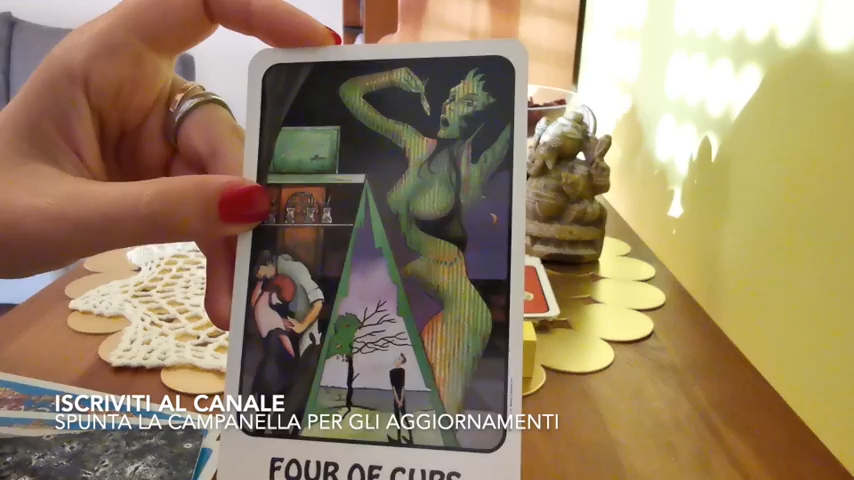 ISCRIVITI AL CANALE
SPUNTA LA CAMPANELLA PER GLI AGGIORNAMENTI
FOUR OF CUPS